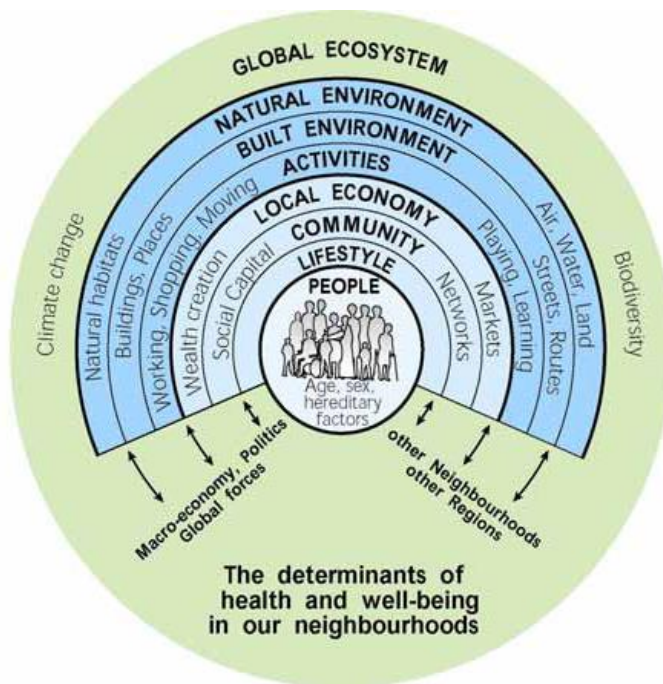 GLOBAL ECOSYSTEM
NATURAL ENVIRONMENT
BUILT ENVIRONMENT
ACTIVITIES
LOCAL ECONOMY
COMMUNITY
LIFESTYLE
PEOPLE
Age, sex,
hereditary
factors
Climate change
Natural habitats
Buildings, Places
Working, Shopping, Moving
Wealth creation
Social Capital
Networks
Markets
Playing, Learning
Streets, Routes
Air, Water, Land
Biodiversity
Macro-economy, Politics
Global forces
other Neighbourhoods
other Regions
The determinants of
health and well-being
in our neighbourhoods